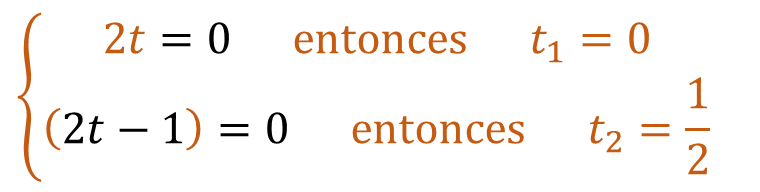 2t = 0 entonces t₁ = 0
(2t − 1) = 0 entonces t₂ = 1/2